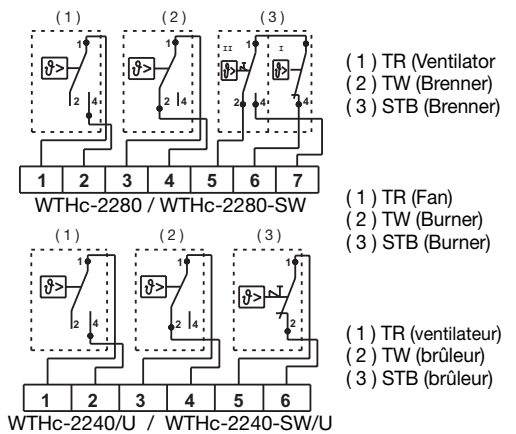 ( 1 ) ( 2 ) ( 3 )
1 1 II 1 1 I
ϑ> ϑ> ϑ> ϑ>
2 4 2 4 2 4 4
1 2 3 4 5 6 7
WTHc-2280 / WTHc-2280-SW
( 1 ) ( 2 ) ( 3 )
1 1 1
ϑ> ϑ> ϑ>
2 4 2 4 2
1 2 3 4 5 6
WTHc-2240/U / WTHc-2240-SW/U
( 1 ) TR (Ventilator
( 2 ) TW (Brenner)
( 3 ) STB (Brenner)
( 1 ) TR (Fan)
( 2 ) TW (Burner)
( 3 ) STB (Burner)
( 1 ) TR (ventilateur)
( 2 ) TW (brûleur)
( 3 ) STB (brûleur)